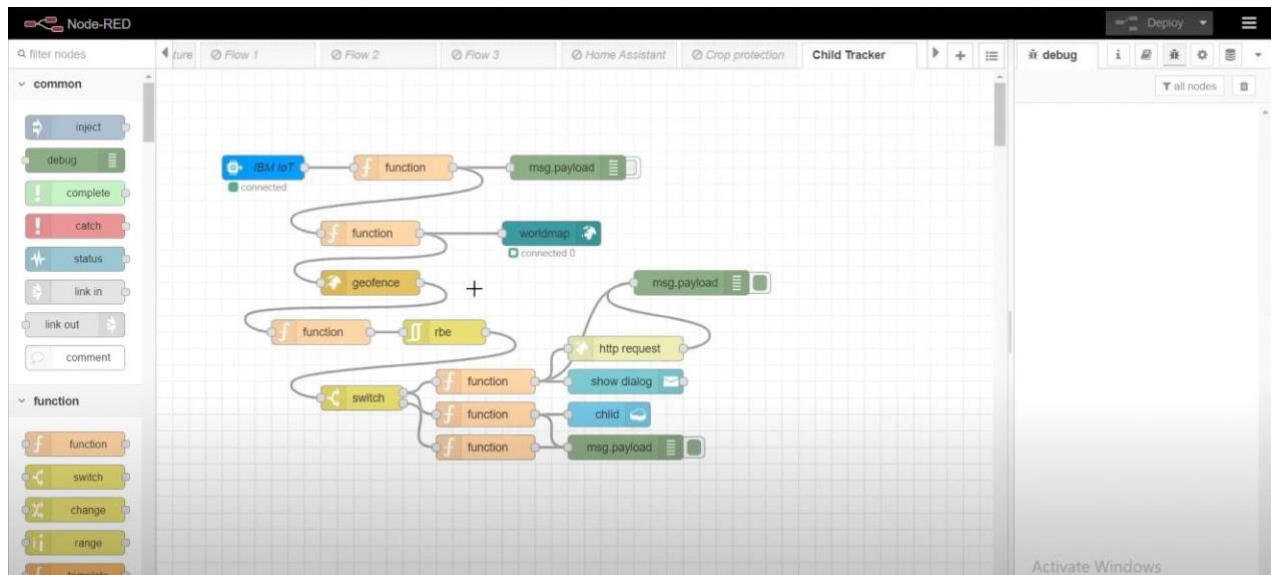 Node-RED
Deploy
filter nodes
ture
Flow 1
Flow 2
Flow 3
Home Assistant
Crop protection
Child Tracker
debug
i
all nodes
common
inject
debug
complete
catch
status
link in
link out
comment
function
function
switch
change
range
template
IBM IoT
connected
function
msg.payload
function
worldmap
connected 0
geofence
msg.payload
function
rbe
http request
switch
function
show dialog
function
child
function
msg.payload
Activate Windows